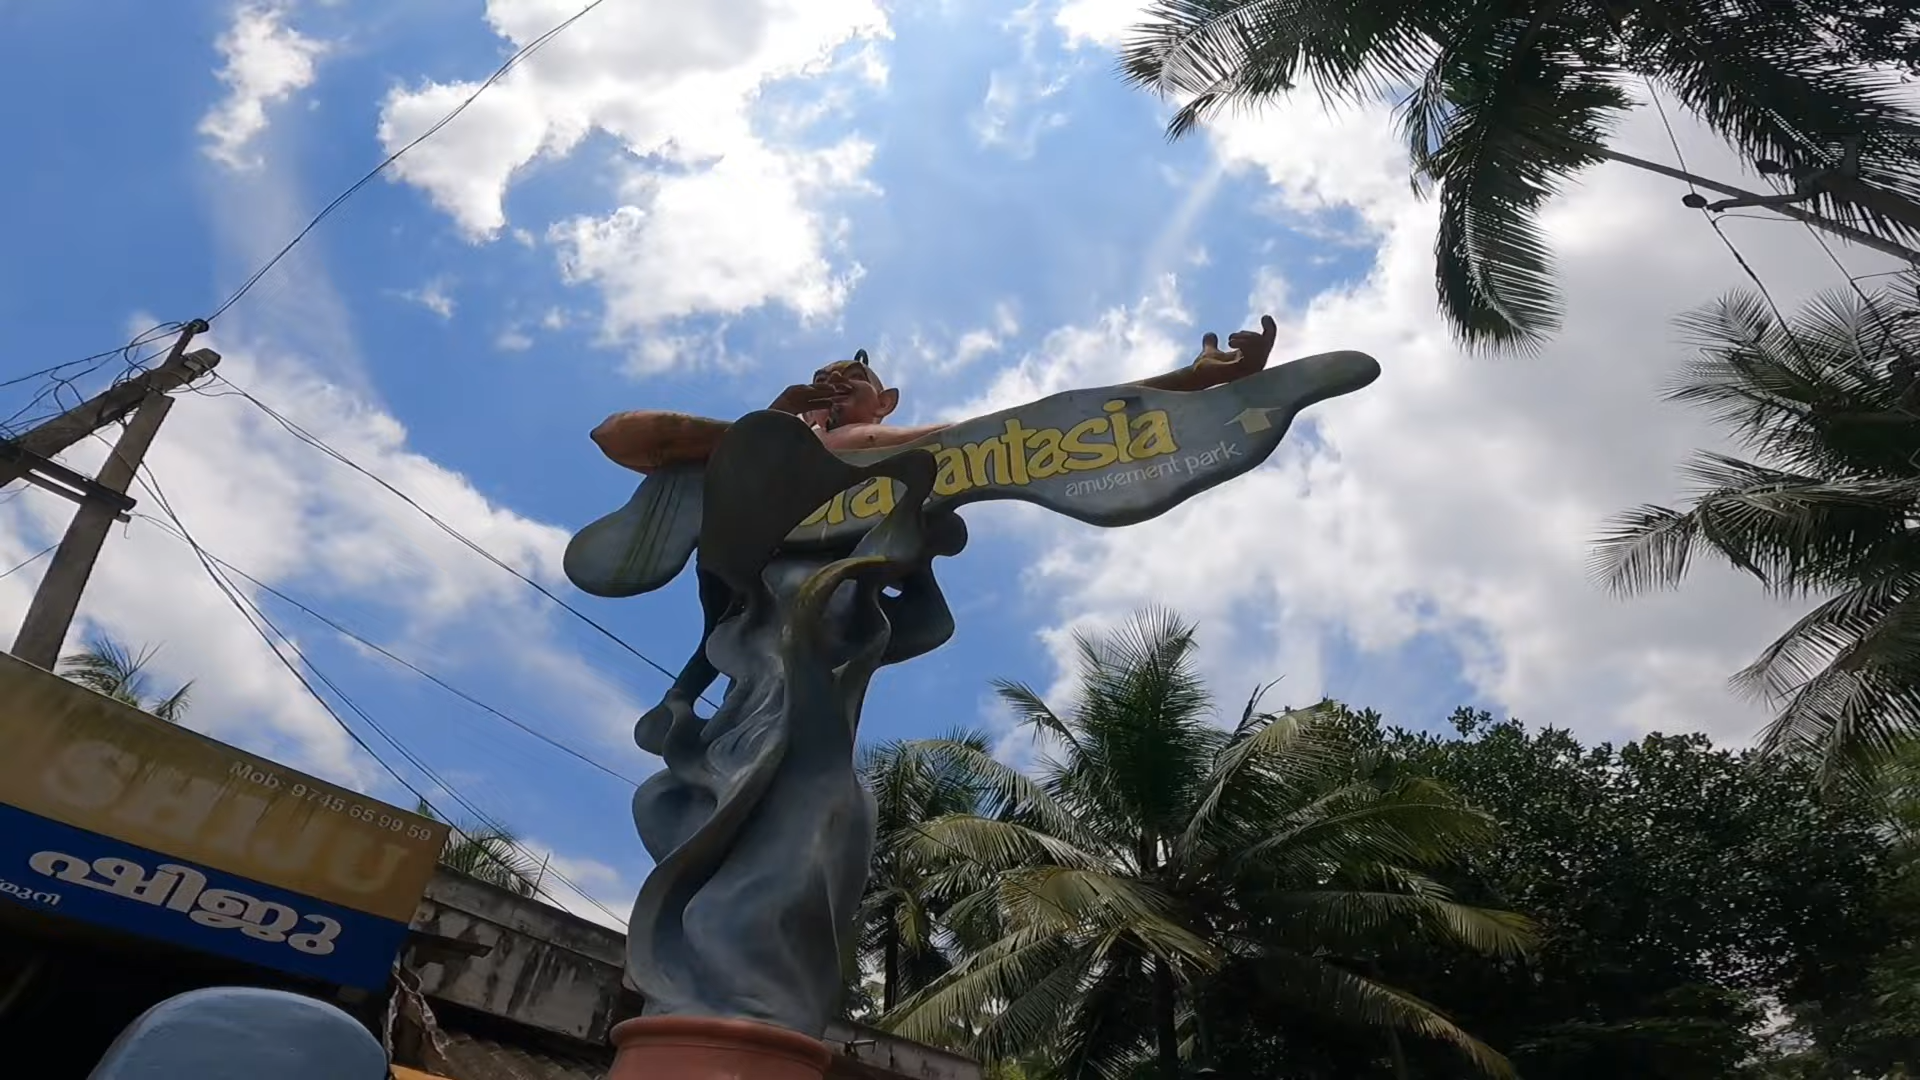 fantasia
amusement park
Mob: 9745 65 99 59
SHIJU
ഷിജു